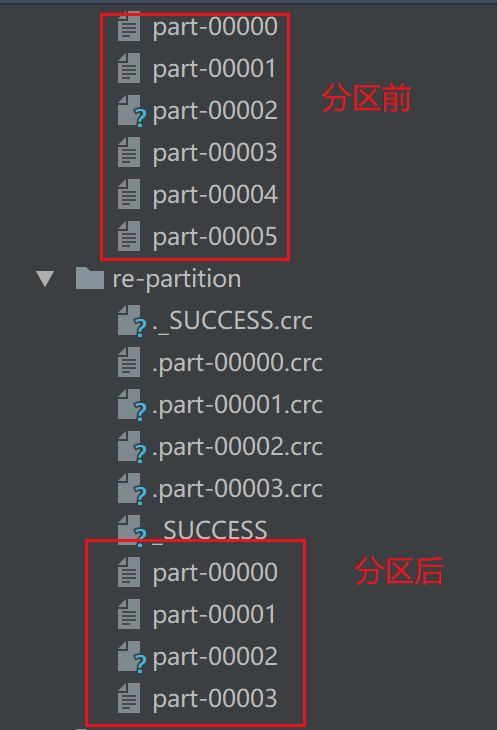 part-00000
part-00001
分区前
part-00002
part-00003
part-00004
part-00005
re-partition
._SUCCESS.crc
.part-00000.crc
.part-00001.crc
.part-00002.crc
.part-00003.crc
_SUCCESS
part-00000
分区后
part-00001
part-00002
part-00003